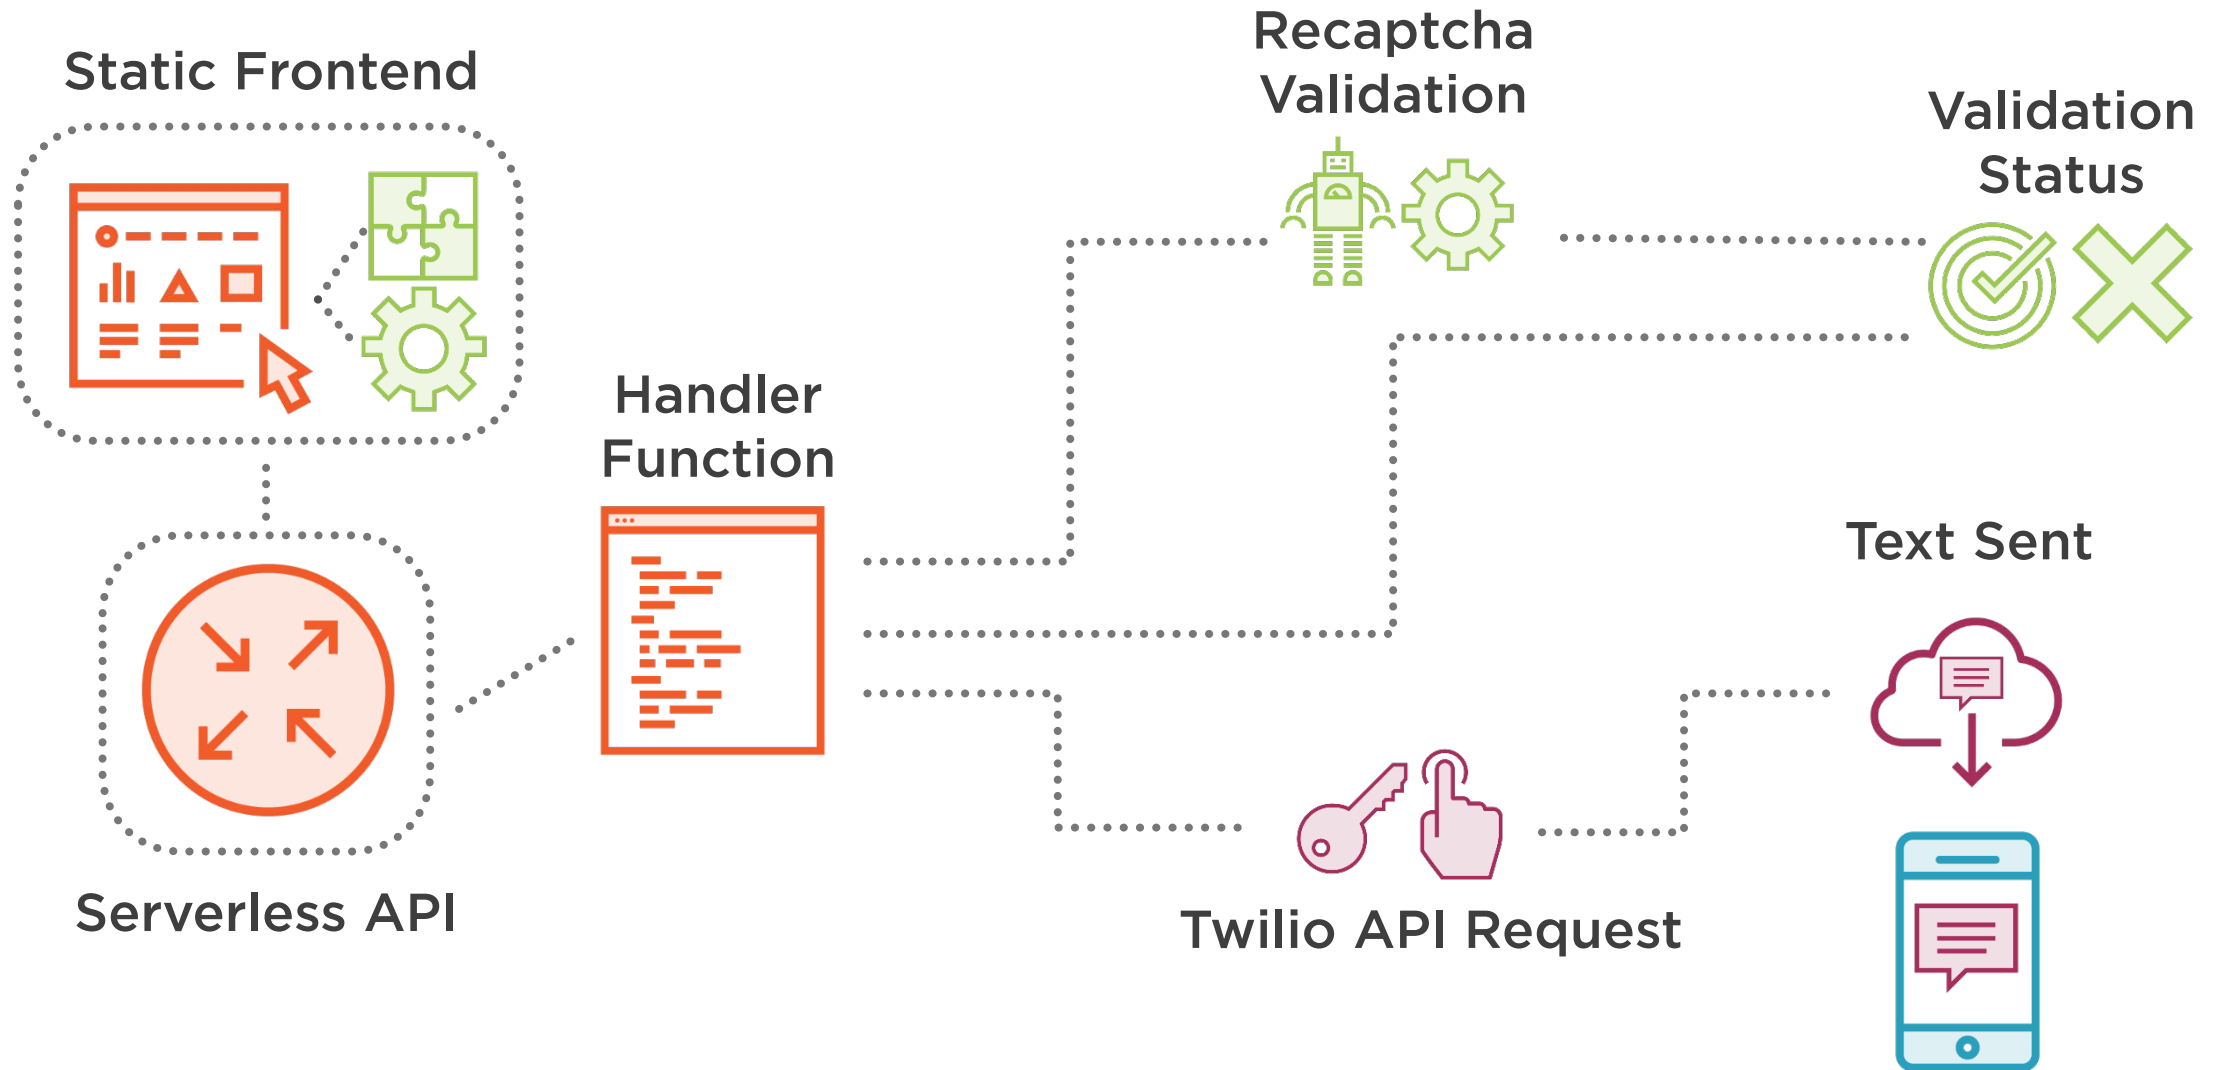 Static Frontend
Recaptcha
Validation
Validation
Status
Handler
Function
Text Sent
Serverless API
Twilio API Request